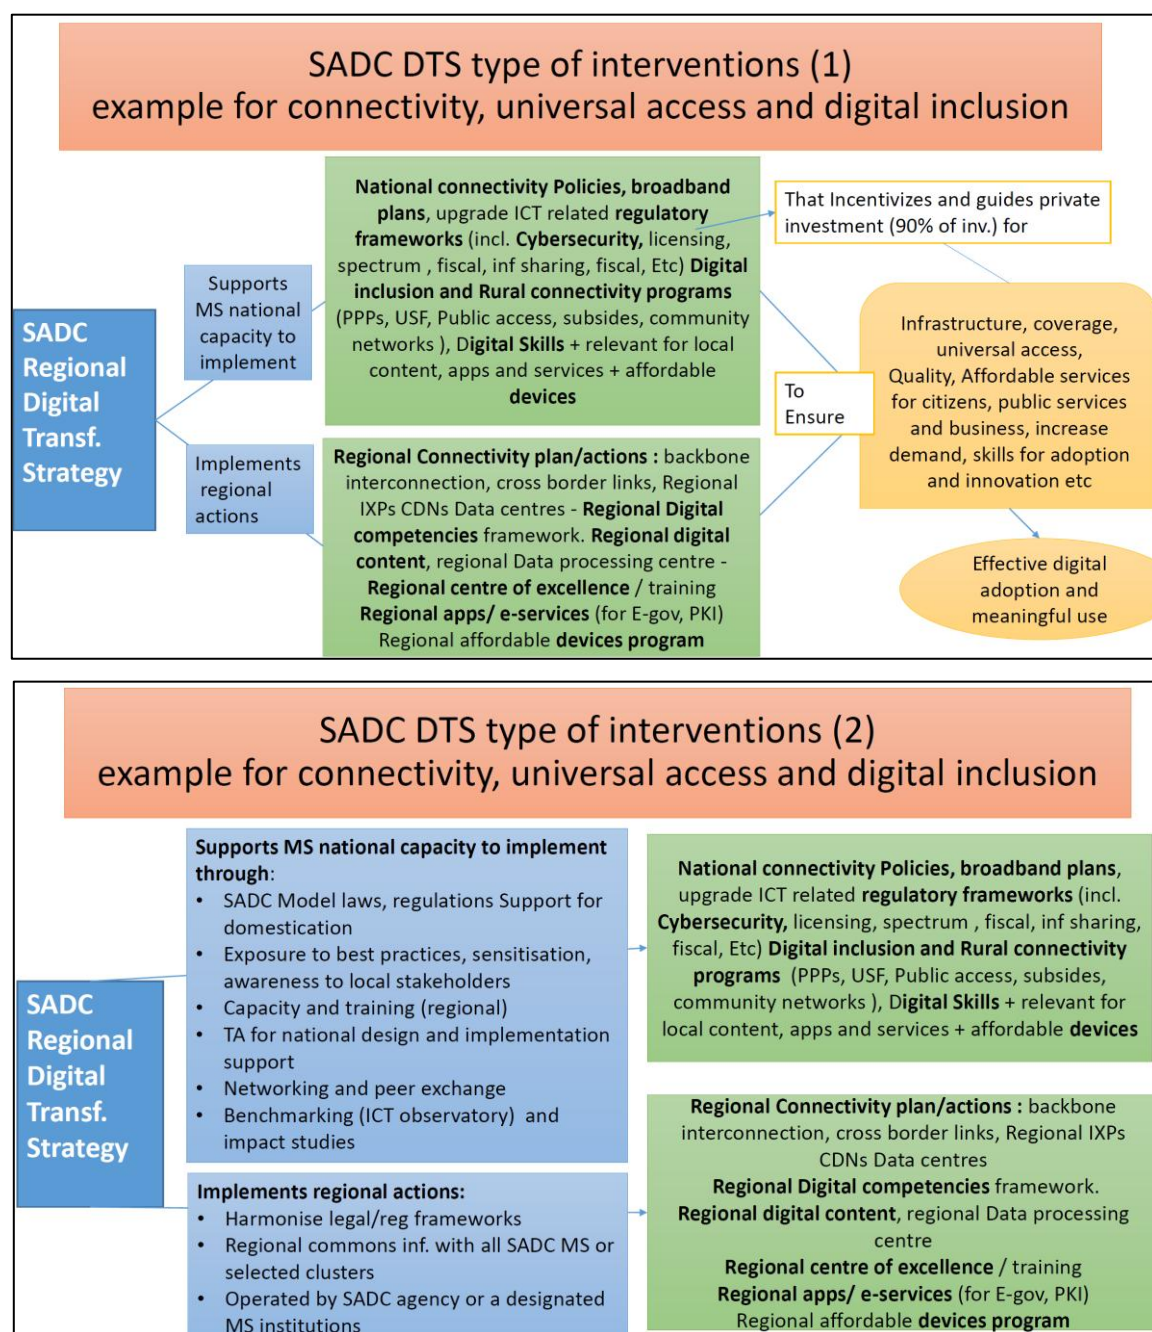 SADC DTS type of interventions (1)
example for connectivity, universal access and digital inclusion
SADC
Regional
Digital
Transf.
Strategy
Supports
MS national
capacity to
implement
Implements
regional
actions
National connectivity Policies, broadband
plans, upgrade ICT related regulatory
frameworks (incl. Cybersecurity, licensing,
spectrum , fiscal, inf sharing, fiscal, Etc) Digital
inclusion and Rural connectivity programs
(PPPs, USF, Public access, subsides, community
networks ), Digital Skills + relevant for local
content, apps and services + affordable
devices
Regional Connectivity plan/actions : backbone
interconnection, cross border links, Regional
IXPs CDNs Data centres - Regional Digital
competencies framework. Regional digital
content, regional Data processing centre -
Regional centre of excellence / training
Regional apps/ e-services (for E-gov, PKI)
Regional affordable devices program
That Incentivizes and guides private
investment (90% of inv.) for
To
Ensure
Infrastructure, coverage,
universal access,
Quality, Affordable services
for citizens, public services
and business, increase
demand, skills for adoption
and innovation etc
Effective digital
adoption and
meaningful use
SADC DTS type of interventions (2)
example for connectivity, universal access and digital inclusion
SADC
Regional
Digital
Transf.
Strategy
Supports MS national capacity to implement
through:
• SADC Model laws, regulations Support for
domestication
• Exposure to best practices, sensitisation,
awareness to local stakeholders
• Capacity and training (regional)
• TA for national design and implementation
support
• Networking and peer exchange
• Benchmarking (ICT observatory) and
impact studies
Implements regional actions:
• Harmonise legal/reg frameworks
• Regional commons inf. with all SADC MS or
selected clusters
• Operated by SADC agency or a designated
MS institutions
National connectivity Policies, broadband plans,
upgrade ICT related regulatory frameworks (incl.
Cybersecurity, licensing, spectrum , fiscal, inf sharing,
fiscal, Etc) Digital inclusion and Rural connectivity
programs (PPPs, USF, Public access, subsides,
community networks ), Digital Skills + relevant for
local content, apps and services + affordable devices
Regional Connectivity plan/actions : backbone
interconnection, cross border links, Regional IXPs
CDNs Data centres
Regional Digital competencies framework.
Regional digital content, regional Data processing
centre
Regional centre of excellence / training
Regional apps/ e-services (for E-gov, PKI)
Regional affordable devices program